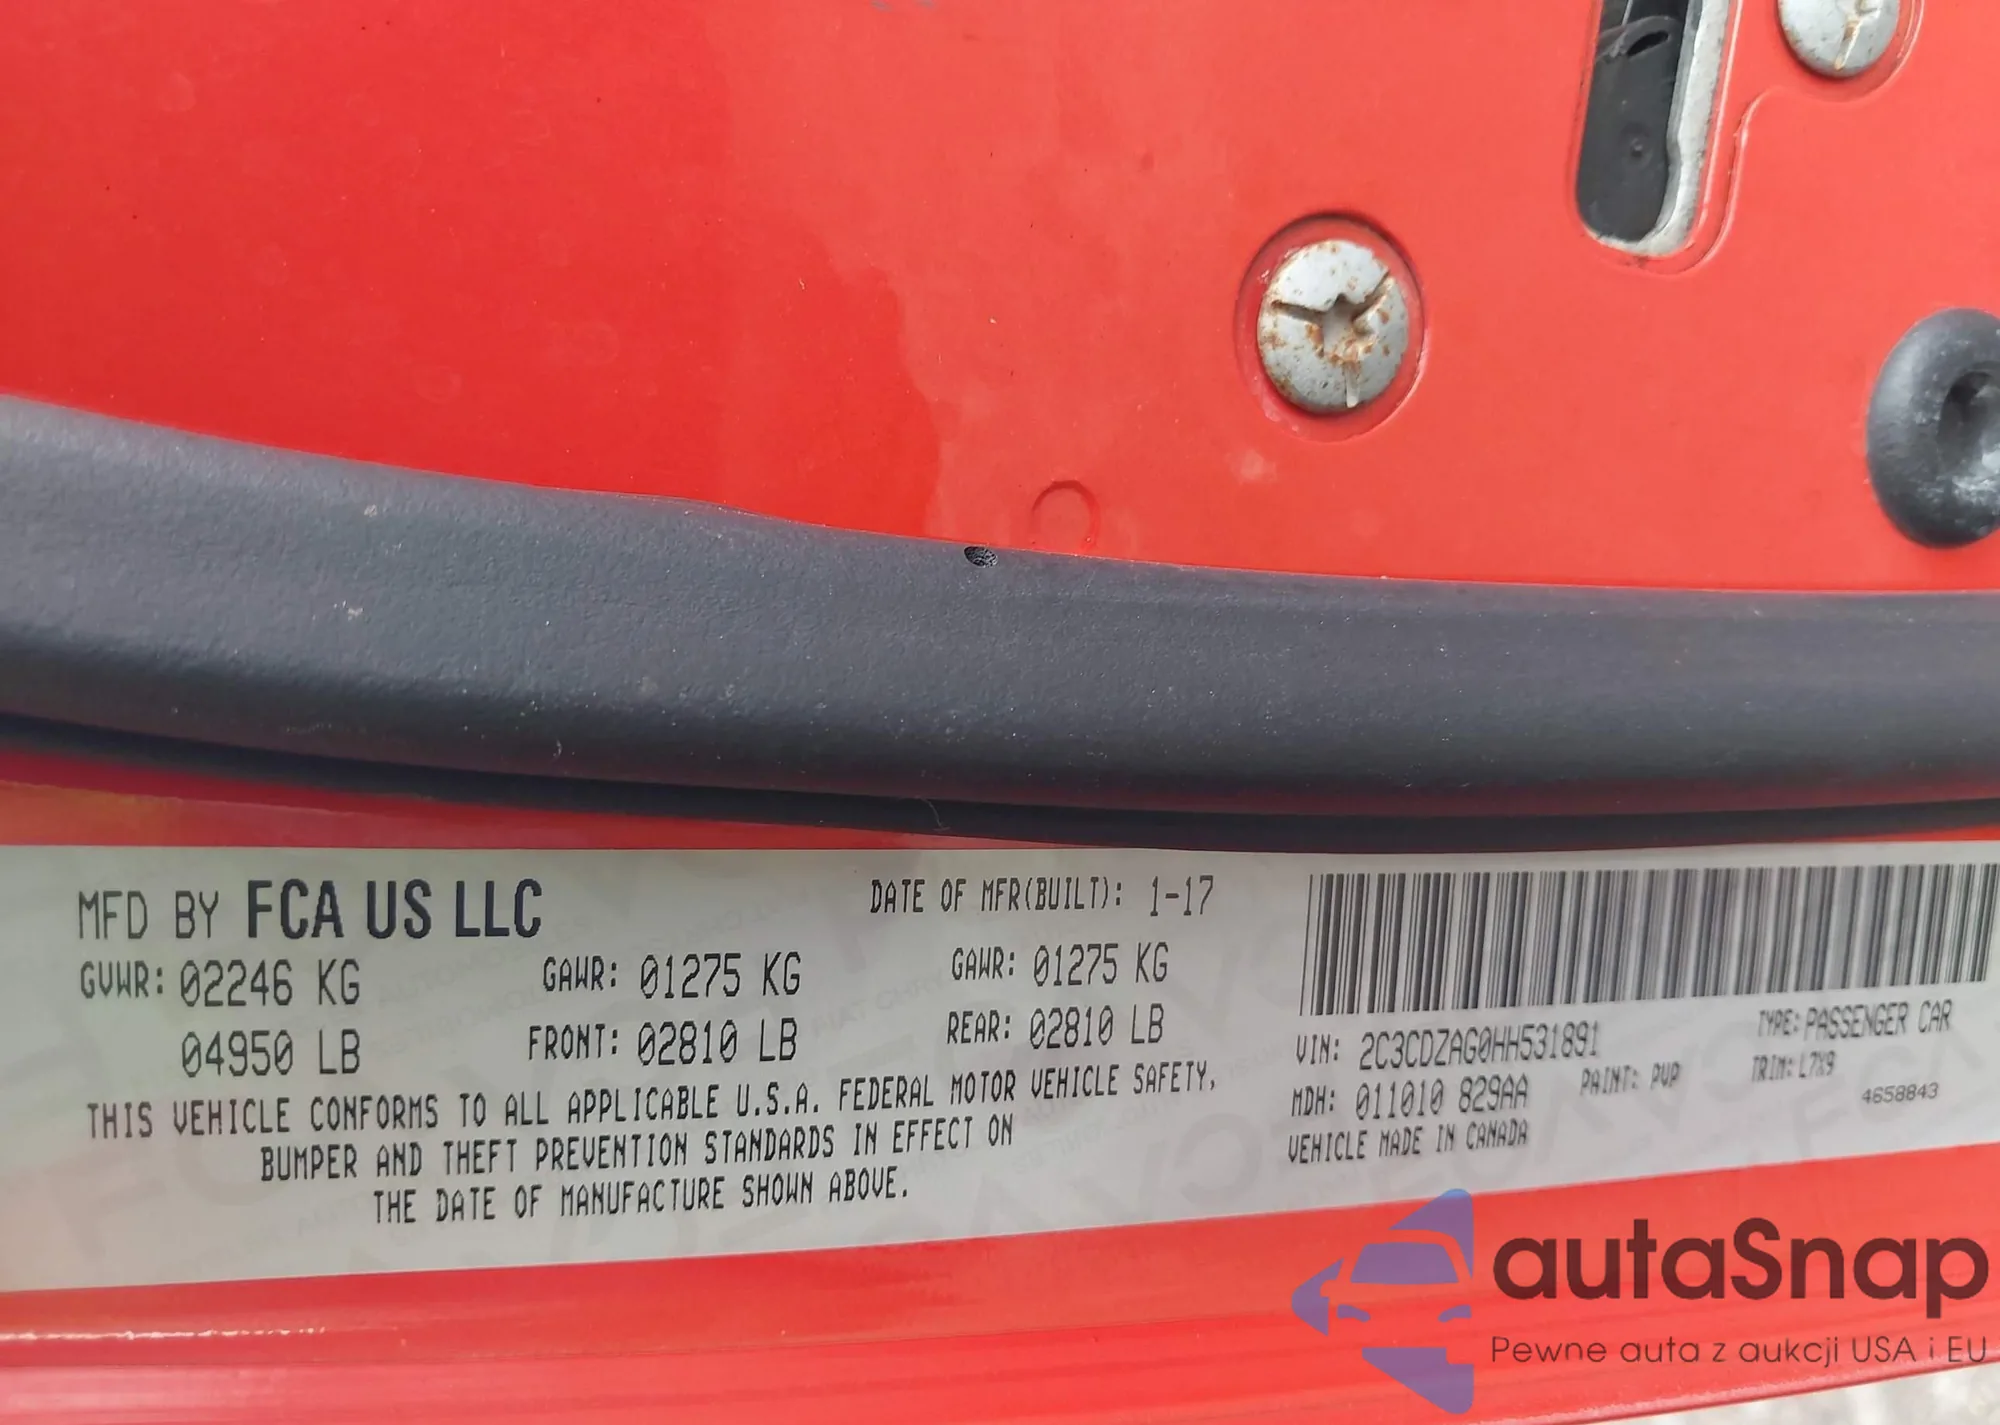 MFD BY FCA US LLC
DATE OF MFR(BUILT): 1-17
GVWR: 02246 KG
GAWR: 01275 KG
GAWR: 01275 KG
04950 LB
FRONT: 02810 LB
REAR: 02810 LB
THIS VEHICLE CONFORMS TO ALL APPLICABLE U.S.A. FEDERAL MOTOR VEHICLE SAFETY,
BUMPER AND THEFT PREVENTION STANDARDS IN EFFECT ON
THE DATE OF MANUFACTURE SHOWN ABOVE.
VIN: 2C3CDZAG0HH531891
TYPE: PASSENGER CAR
MDH: 011010 829AA
PAINT: PVP
TRIM: L7X9
4658843
VEHICLE MADE IN CANADA
autaSnap
Pewne auta z aukcji USA i EU